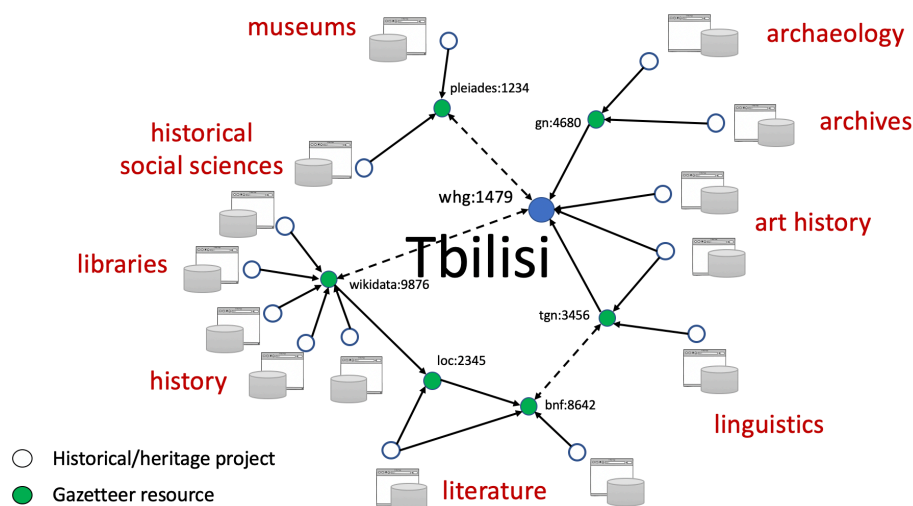 museums
archaeology
pleiades:1234
gn:4680
archives
historical
social sciences
whg:1479
art history
Tbilisi
libraries
wikidata:9876
tgn:3456
loc:2345
history
bnf:8642
linguistics
Historical/heritage project
literature
Gazetteer resource